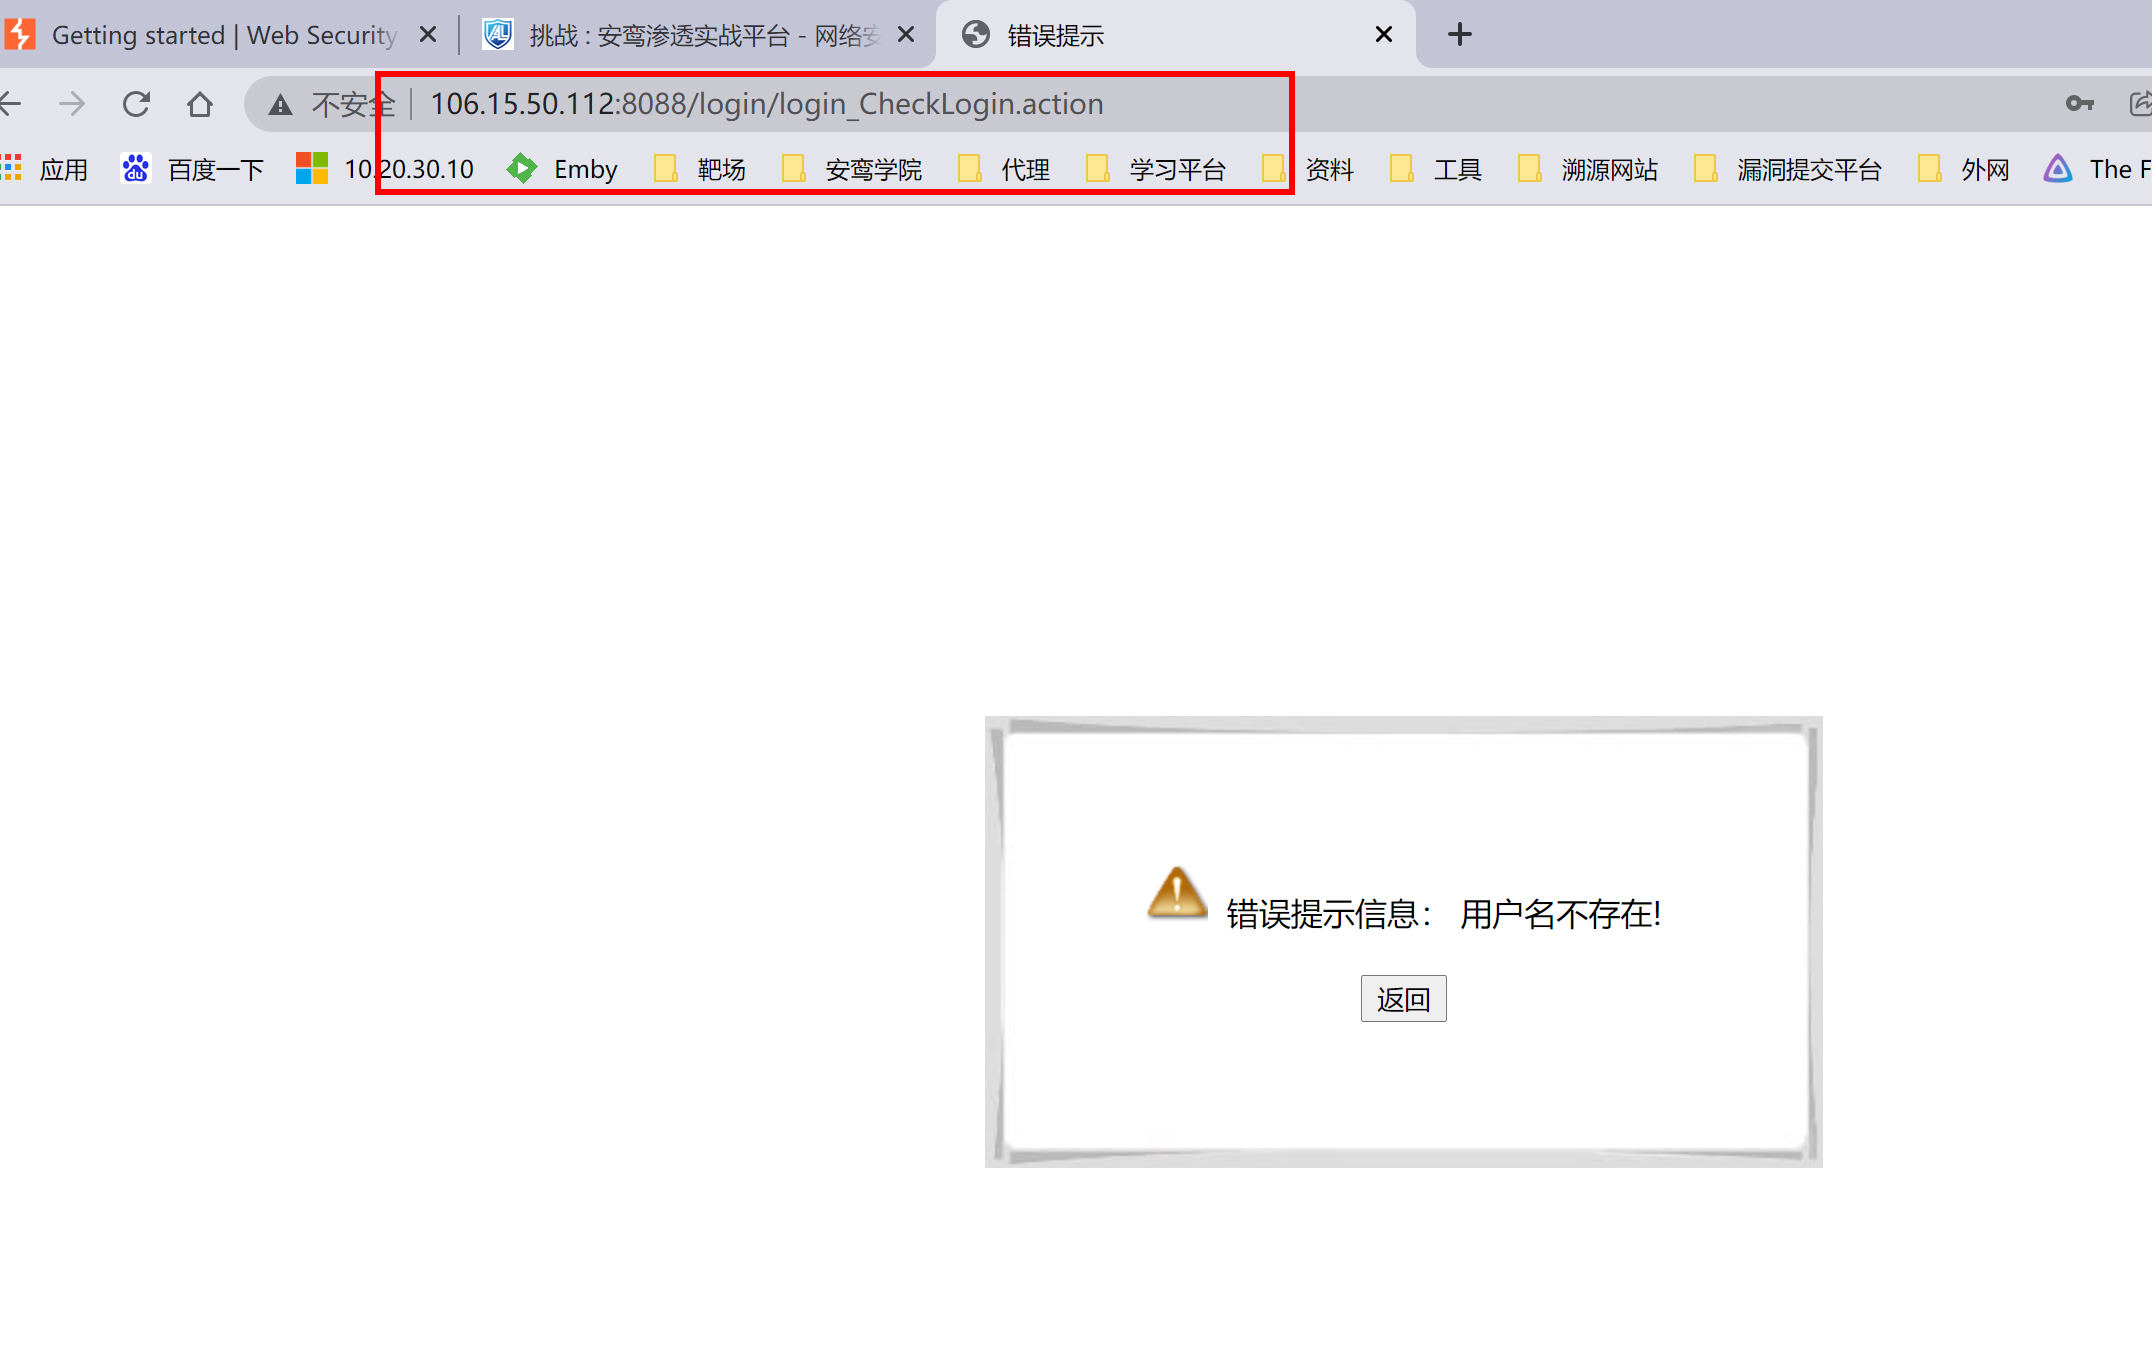 Getting started | Web Security
挑战 : 安鸾渗透实战平台 - 网络安
错误提示
不安全 | 106.15.50.112:8088/login/login_CheckLogin.action
应用 百度一下 10.20.30.10 Emby 靶场 安鸾学院 代理 学习平台 资料 工具 溯源网站 漏洞提交平台 外网 The F
错误提示信息： 用户名不存在!
返回